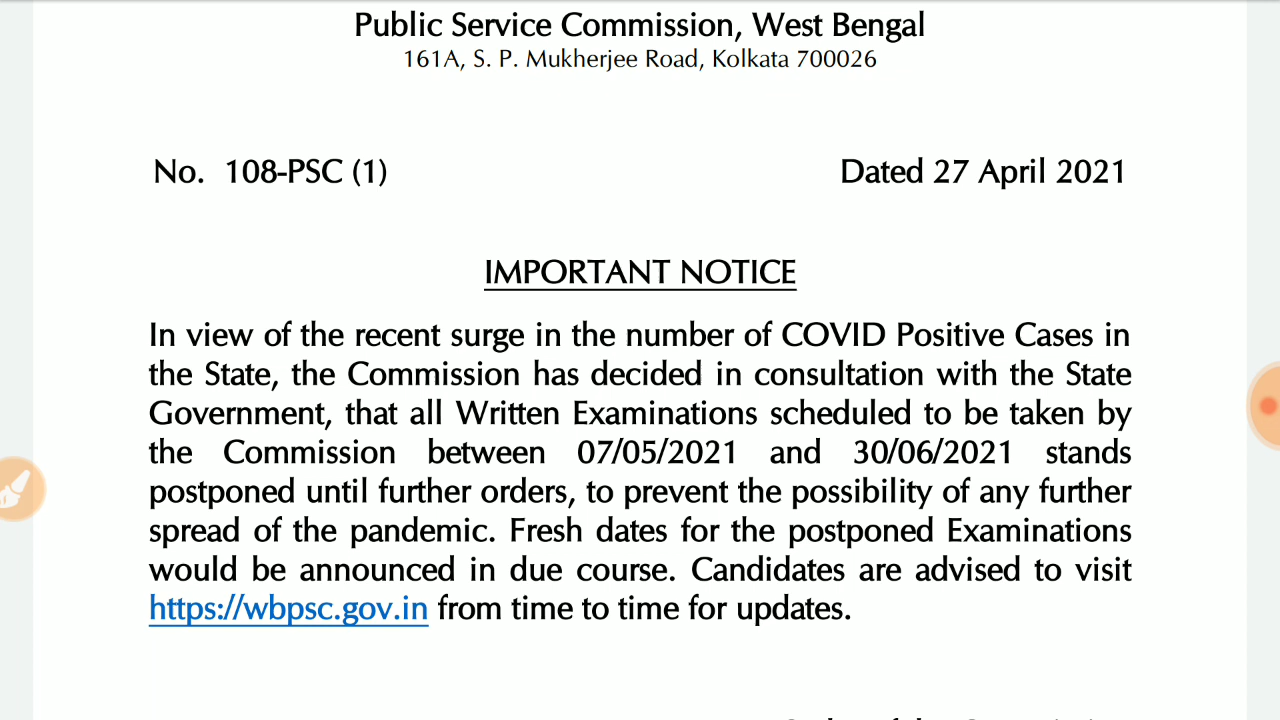 Public Service Commission, West Bengal
161A, S. P. Mukherjee Road, Kolkata 700026
No. 108-PSC (1) Dated 27 April 2021
IMPORTANT NOTICE
In view of the recent surge in the number of COVID Positive Cases in
the State, the Commission has decided in consultation with the State
Government, that all Written Examinations scheduled to be taken by
the Commission between 07/05/2021 and 30/06/2021 stands
postponed until further orders, to prevent the possibility of any further
spread of the pandemic. Fresh dates for the postponed Examinations
would be announced in due course. Candidates are advised to visit
https://wbpsc.gov.in from time to time for updates.